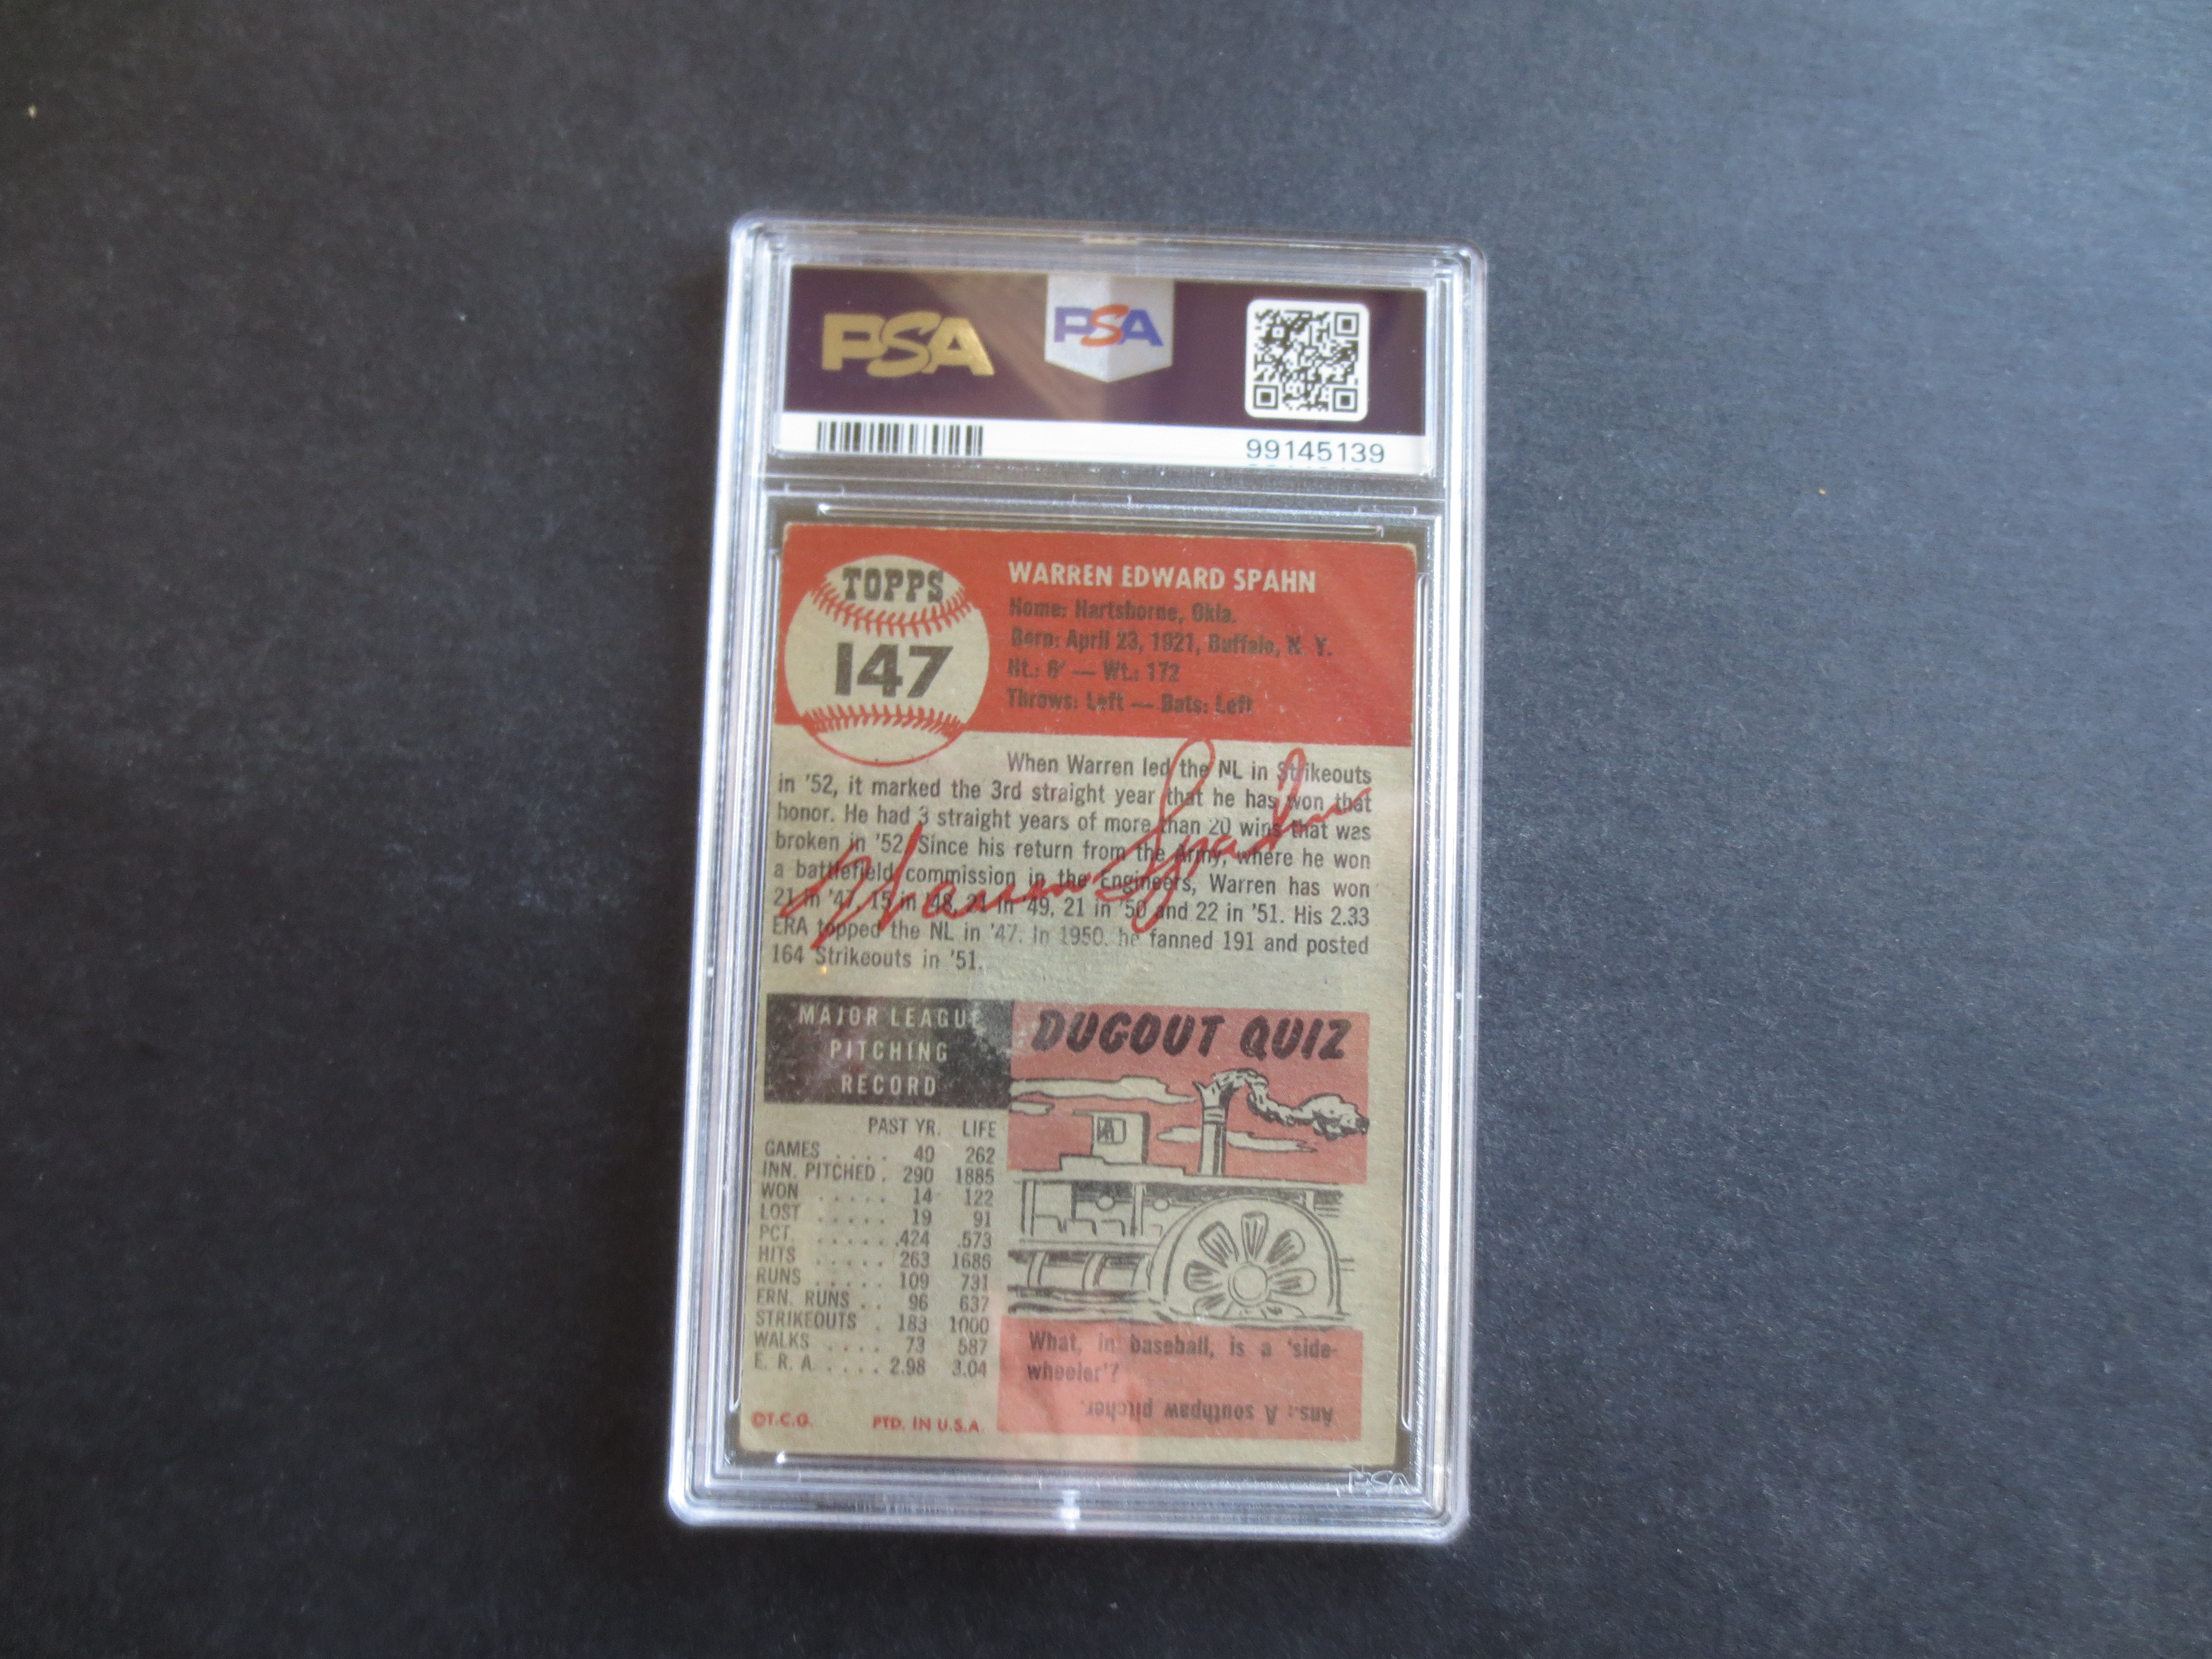 PSA PSA
99145139
TOPPS
147
WARREN EDWARD SPAHN
Home: Hartshorne, Okla.
Born: April 23, 1921, Buffalo, N. Y.
Ht.: 6' — Wt.: 172
Throws: Left — Bats: Left
When Warren led the NL in Strikeouts
in '52, it marked the 3rd straight year that he has won that
honor. He had 3 straight years of more than 20 wins that was
broken in '52. Since his return from the Army, where he won
a battlefield commission in the Engineers, Warren has won
21 in '47, 15 in '48, 21 in '49, 21 in '50 and 22 in '51. His 2.33
ERA topped the NL in '47. In 1950, he fanned 191 and posted
164 Strikeouts in '51.
Warren Spahn
MAJOR LEAGUE
PITCHING
RECORD
PAST YR. LIFE
GAMES .... 40 262
INN. PITCHED . 290 1885
WON ..... 14 122
LOST ..... 19 91
PCT. ..... .424 .573
HITS ..... 263 1686
RUNS ..... 109 731
ERN. RUNS .. 96 637
STRIKEOUTS . 183 1000
WALKS .... 73 587
E. R. A. .... 2.98 3.04
©T.C.G. PTD. IN U.S.A.
DUGOUT QUIZ
What, in baseball, is a 'side-
wheeler'?
Ans.: A southpaw pitcher.
PSA